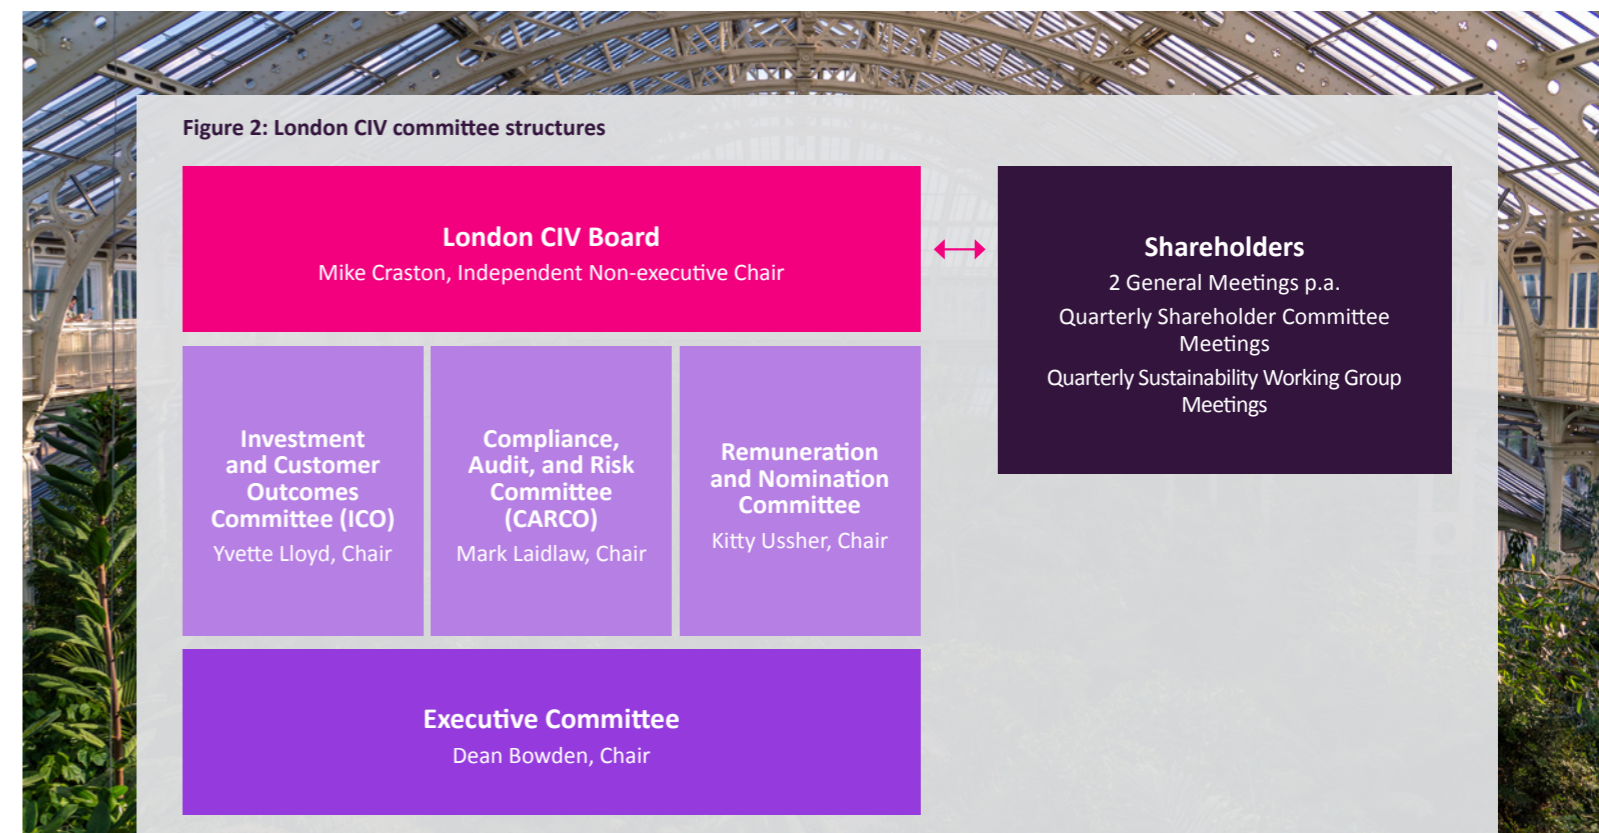 Figure 2: London CIV committee structures
London CIV Board
Mike Craston, Independent Non-executive Chair
Shareholders
2 General Meetings p.a.
Quarterly Shareholder Committee
Meetings
Quarterly Sustainability Working Group
Meetings
Investment
and Customer
Outcomes
Committee (ICO)
Yvette Lloyd, Chair
Compliance,
Audit, and Risk
Committee
(CARCO)
Mark Laidlaw, Chair
Remuneration
and Nomination
Committee
Kitty Ussher, Chair
Executive Committee
Dean Bowden, Chair